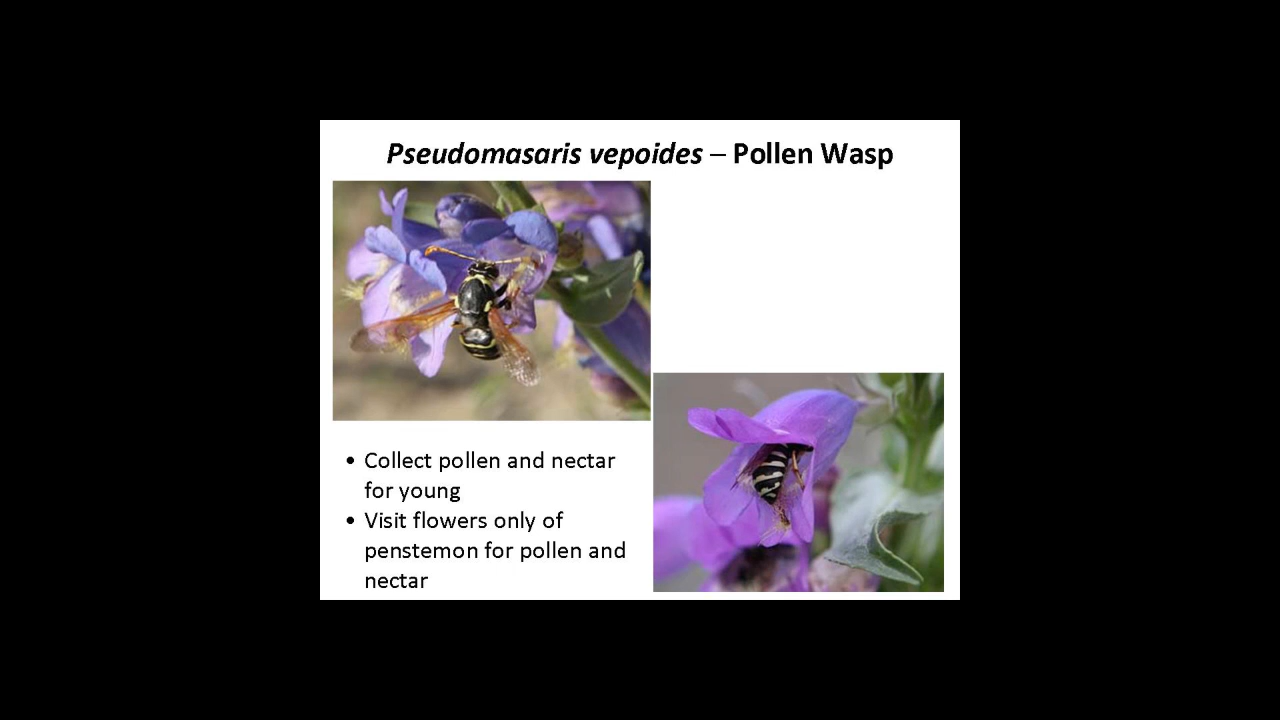 Pseudomasaris vepoides – Pollen Wasp
• Collect pollen and nectar
for young
• Visit flowers only of
penstemon for pollen and
nectar